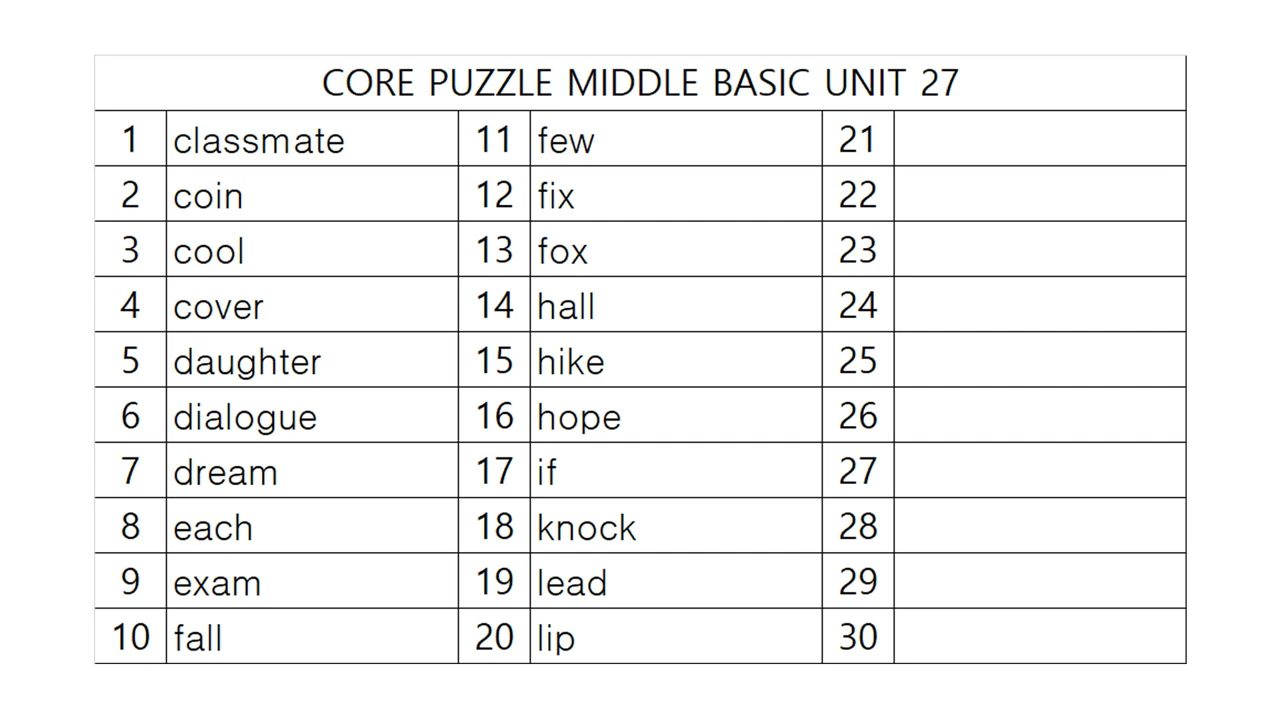 CORE PUZZLE MIDDLE BASIC UNIT 27
1 classmate 11 few 21
2 coin 12 fix 22
3 cool 13 fox 23
4 cover 14 hall 24
5 daughter 15 hike 25
6 dialogue 16 hope 26
7 dream 17 if 27
8 each 18 knock 28
9 exam 19 lead 29
10 fall 20 lip 30